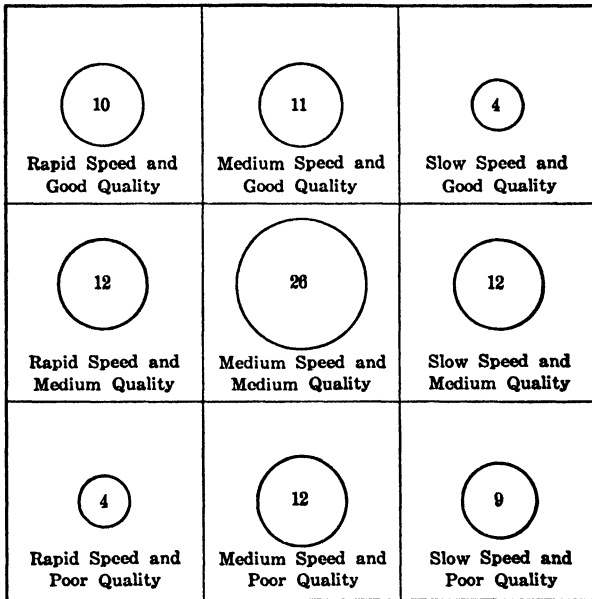 10
Rapid Speed and
Good Quality
11
Medium Speed and
Good Quality
4
Slow Speed and
Good Quality
12
Rapid Speed and
Medium Quality
26
Medium Speed and
Medium Quality
12
Slow Speed and
Medium Quality
4
Rapid Speed and
Poor Quality
12
Medium Speed and
Poor Quality
9
Slow Speed and
Poor Quality